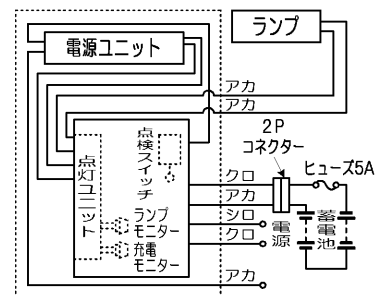 電源ユニット
ランプ
アカ
アカ
2P
コネクター
ヒューズ5A
点検スイッチ
点灯ユニット
ランプ
モニター
充電
モニター
クロ
アカ
シロ
クロ
電源
蓄電池
アカ